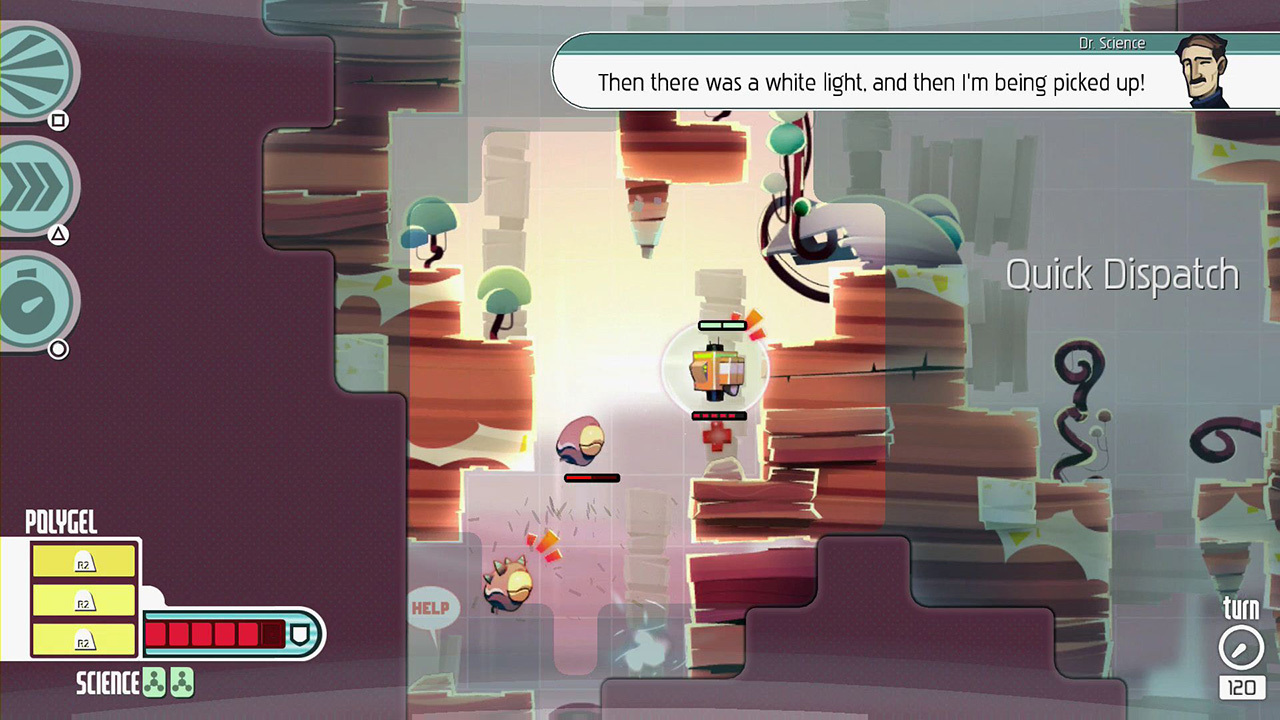 Dr. Science
Then there was a white light, and then I'm being picked up!
Quick Dispatch
POLYGEL
R2
R2
R2
HELP
SCIENCE
turn
120